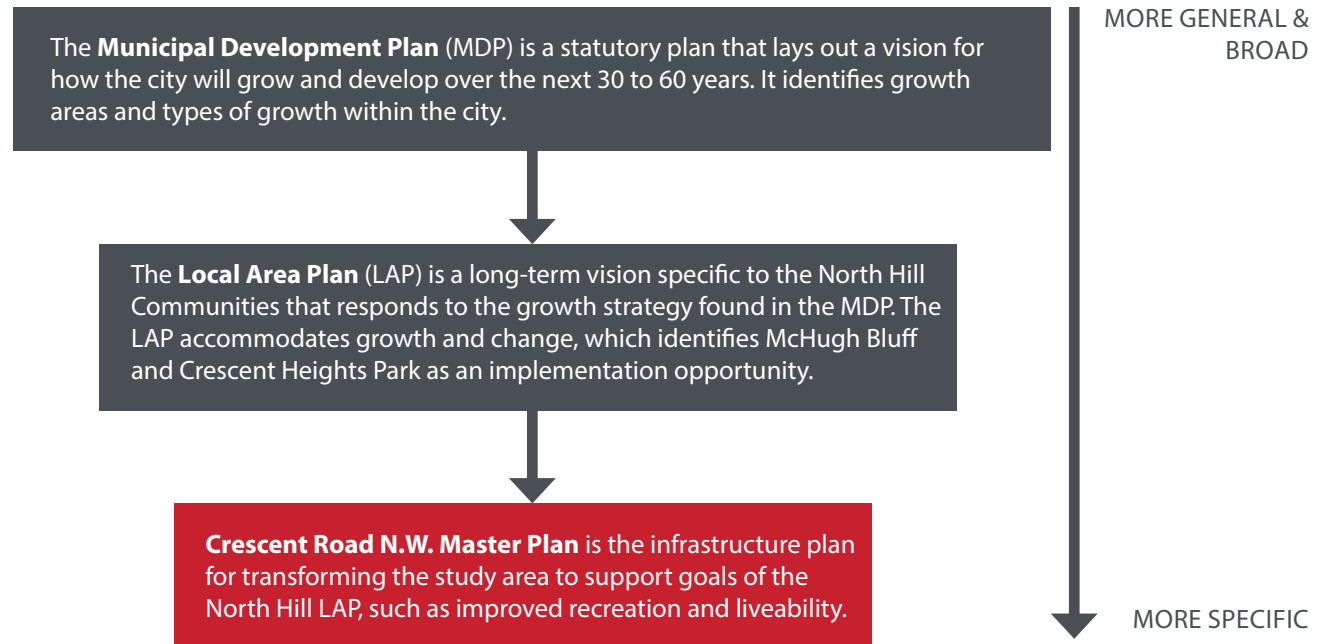 MORE GENERAL &
BROAD
The Municipal Development Plan (MDP) is a statutory plan that lays out a vision for
how the city will grow and develop over the next 30 to 60 years. It identifies growth
areas and types of growth within the city.
The Local Area Plan (LAP) is a long-term vision specific to the North Hill
Communities that responds to the growth strategy found in the MDP. The
LAP accommodates growth and change, which identifies McHugh Bluff
and Crescent Heights Park as an implementation opportunity.
Crescent Road N.W. Master Plan is the infrastructure plan
for transforming the study area to support goals of the
North Hill LAP, such as improved recreation and liveability.
MORE SPECIFIC